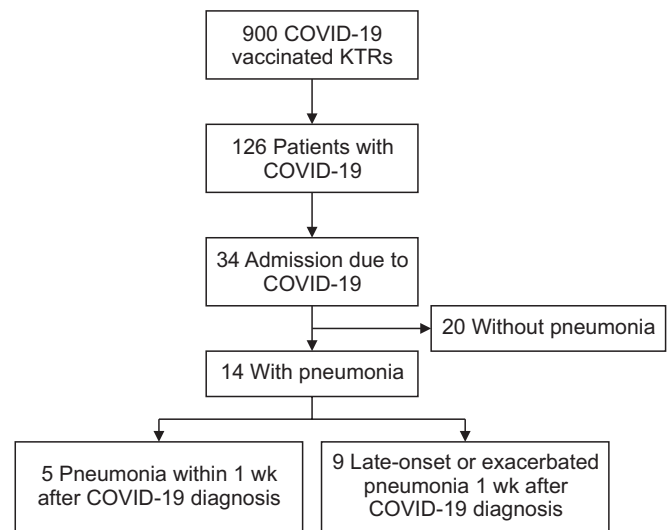 900 COVID-19
vaccinated KTRs
126 Patients with
COVID-19
34 Admission due to
COVID-19
20 Without pneumonia
14 With pneumonia
5 Pneumonia within 1 wk
after COVID-19 diagnosis
9 Late-onset or exacerbated
pneumonia 1 wk after
COVID-19 diagnosis